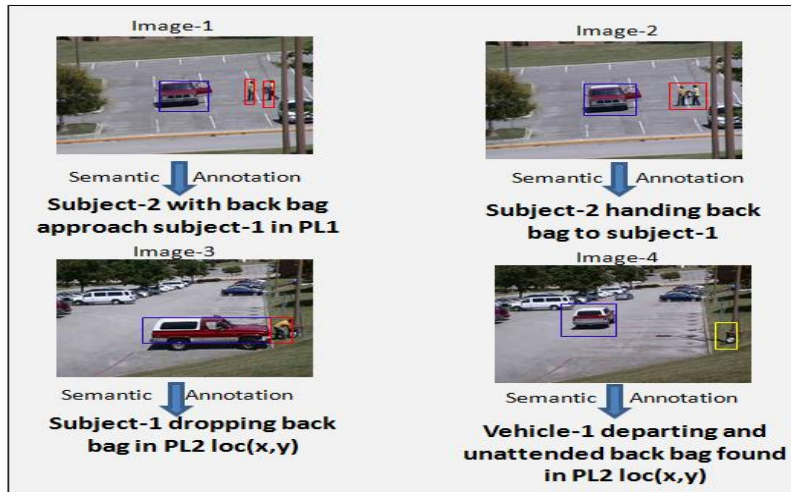 Image-1
Semantic Annotation
Subject-2 with back bag
approach subject-1 in PL1
Image-2
Semantic Annotation
Subject-2 handing back
bag to subject-1
Image-3
Semantic Annotation
Subject-1 dropping back
bag in PL2 loc(x,y)
Image-4
Semantic Annotation
Vehicle-1 departing and
unattended back bag found
in PL2 loc(x,y)